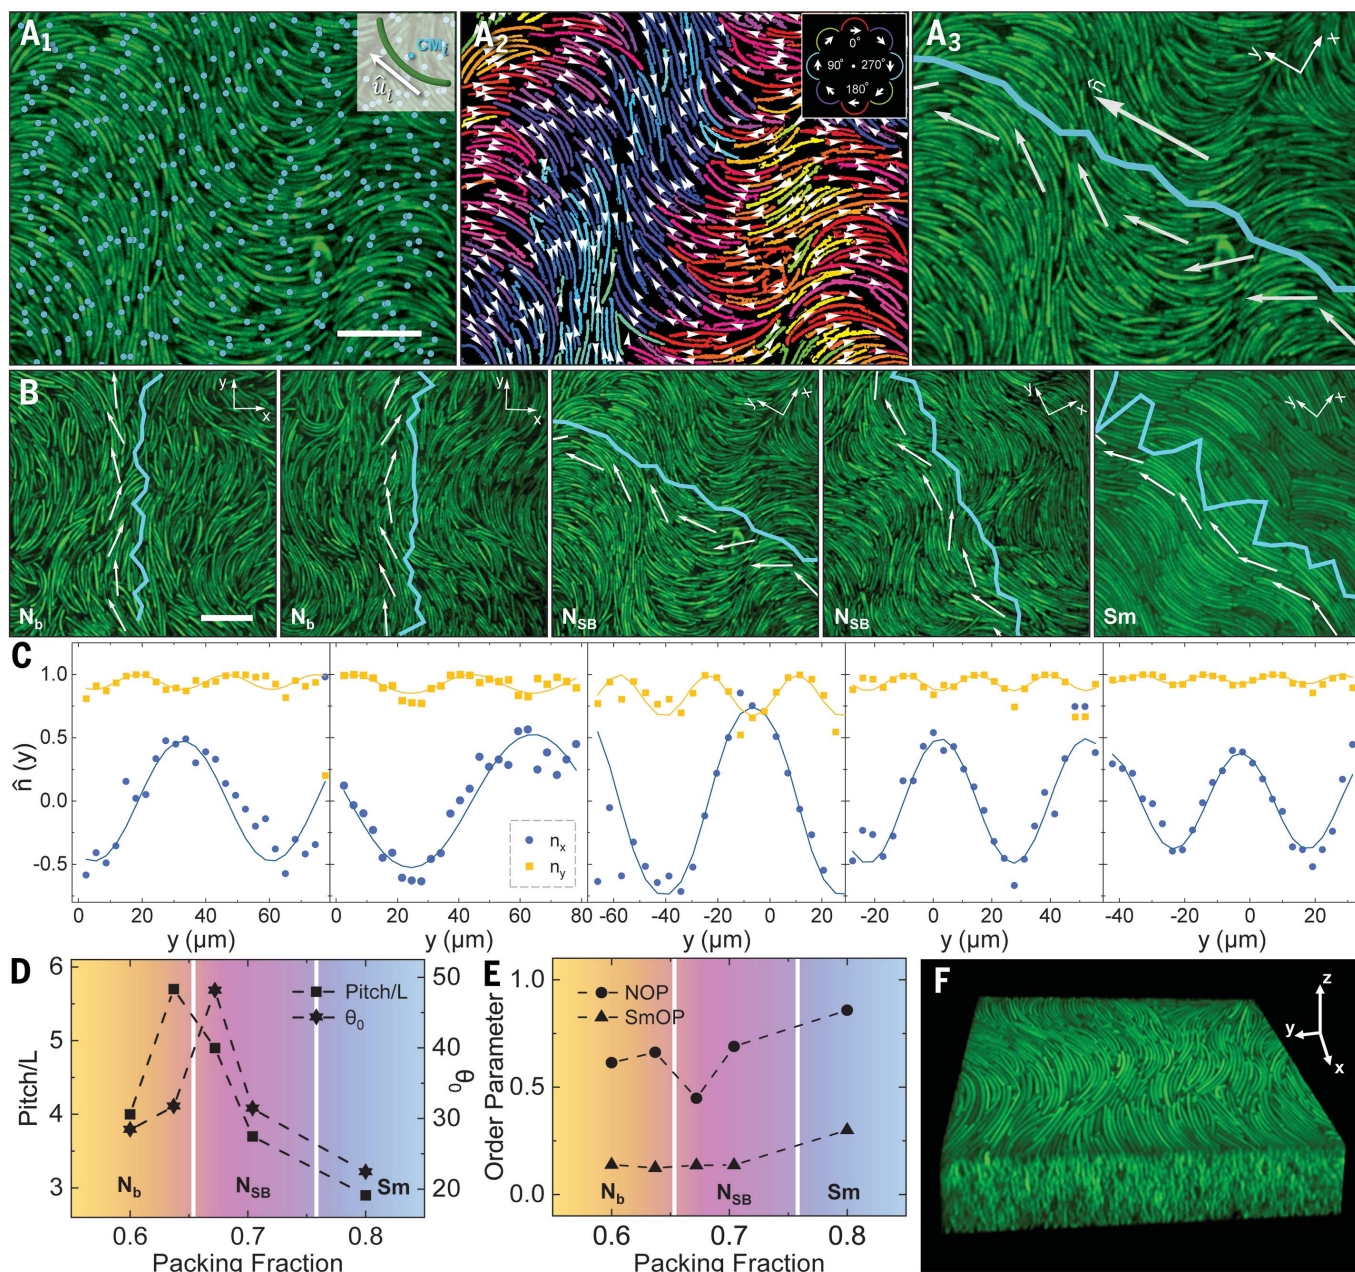 A1
CMi
ûi
A2
0°
90°
270°
180°
A3
y
x
n̂
B
y
x
Nb
y
x
Nb
y
x
NSB
y
x
NSB
y
x
Sm
C
n̂ (y)
1.0
0.5
0.0
-0.5
nx
ny
0 20 40 60
0 20 40 60 80
-60 -40 -20 0 20
-20 0 20 40
-40 -20 0 20
y (μm)
y (μm)
y (μm)
y (μm)
y (μm)
D
Pitch/L
6
5
4
3
Pitch/L
θ0
50
40
30
20
θ0
Nb
NSB
Sm
0.6 0.7 0.8
Packing Fraction
E
Order Parameter
1.0
0.5
0.0
NOP
SmOP
Nb
NSB
Sm
0.6 0.7 0.8
Packing Fraction
F
z
y
x